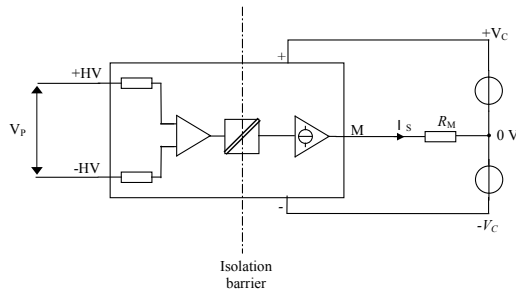 +V_C
+
+HV
V_P
M
I_S
R_M
0 V
-HV
-
-V_C
Isolation
barrier